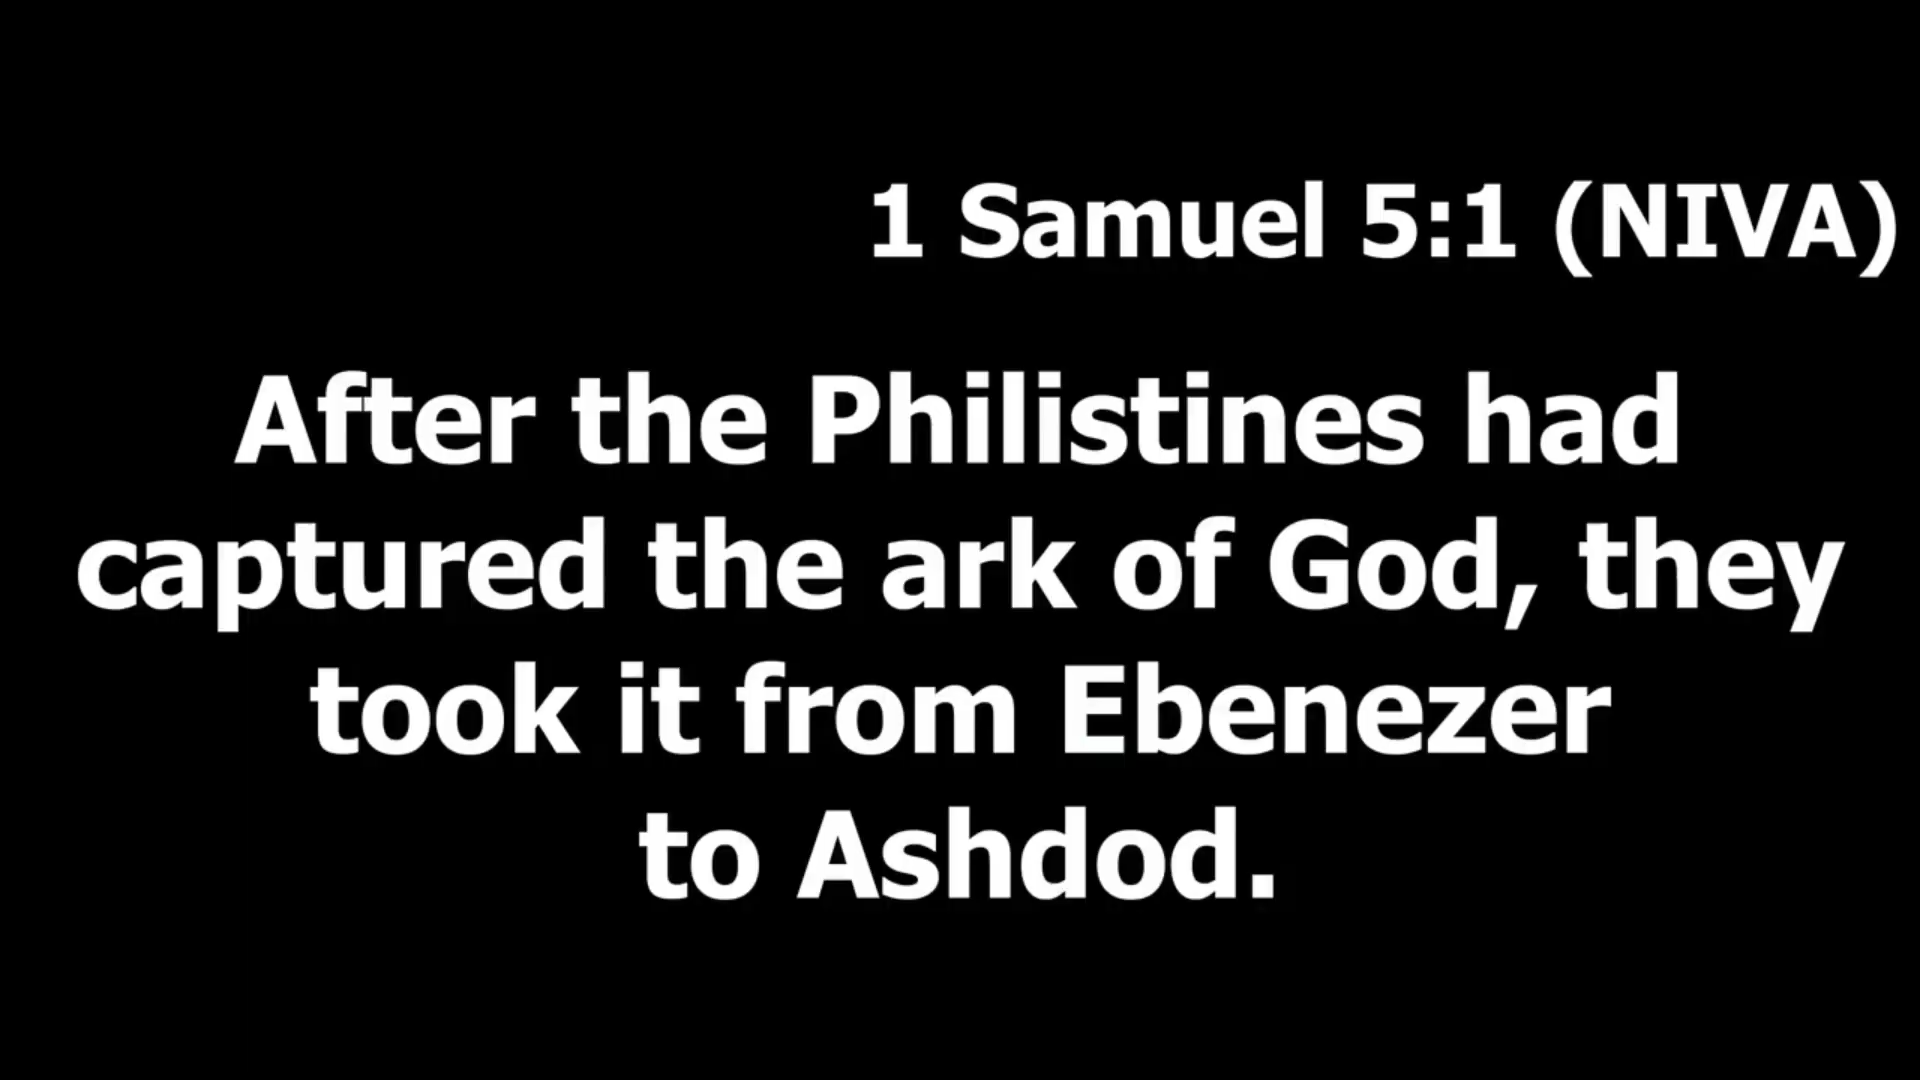 1 Samuel 5:1 (NIVA)
After the Philistines had
captured the ark of God, they
took it from Ebenezer
to Ashdod.